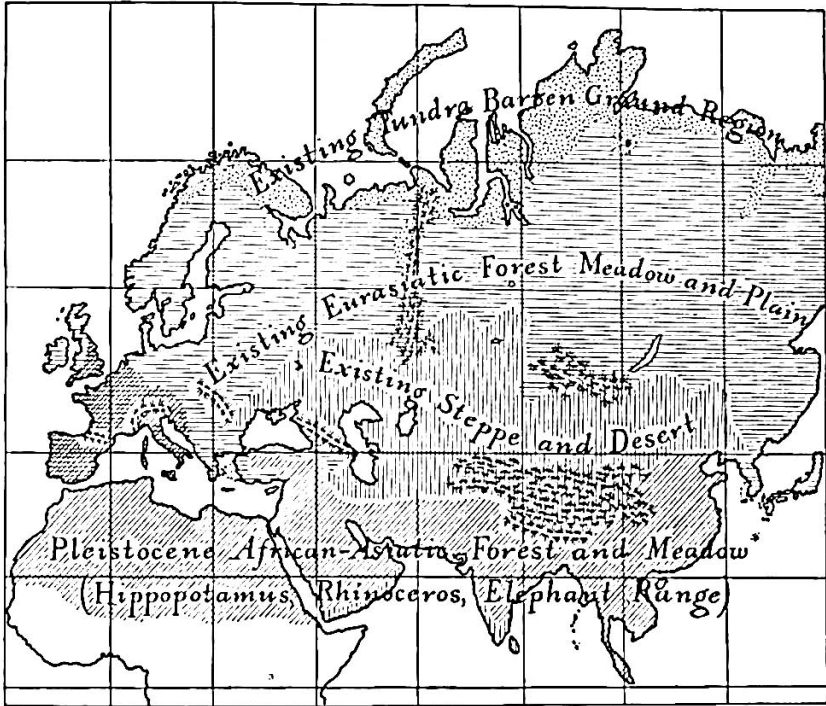 Existing Tundra Barren Ground Region
Existing Eurasiatic Forest Meadow and Plain
Existing Steppe and Desert
Pleistocene African-Asiatic Forest and Meadow
(Hippopotamus, Rhinoceros, Elephant Range)